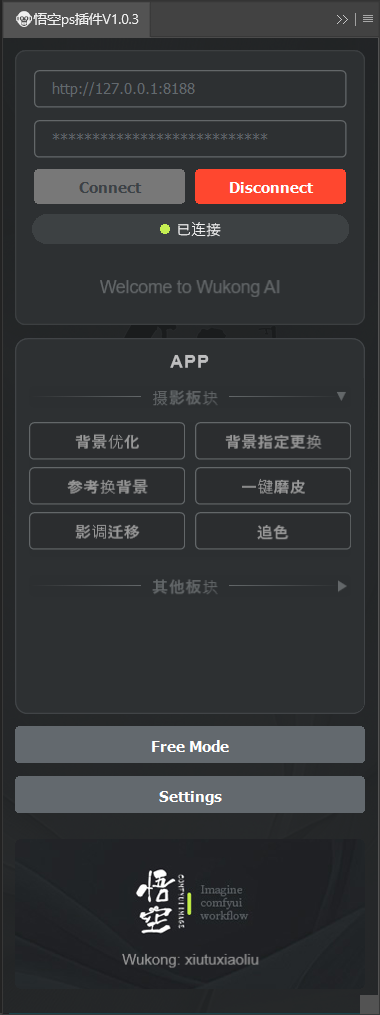 悟空ps插件V1.0.3
http://127.0.0.1:8188
***************************
Connect
Disconnect
已连接
Welcome to Wukong AI
APP
摄影板块
背景优化
背景指定更换
参考换背景
一键磨皮
影调迁移
追色
其他板块
Free Mode
Settings
悟空
COMFYUI IMAGE
Imagine
comfyui
workflow
Wukong: xiutuxiaoliu